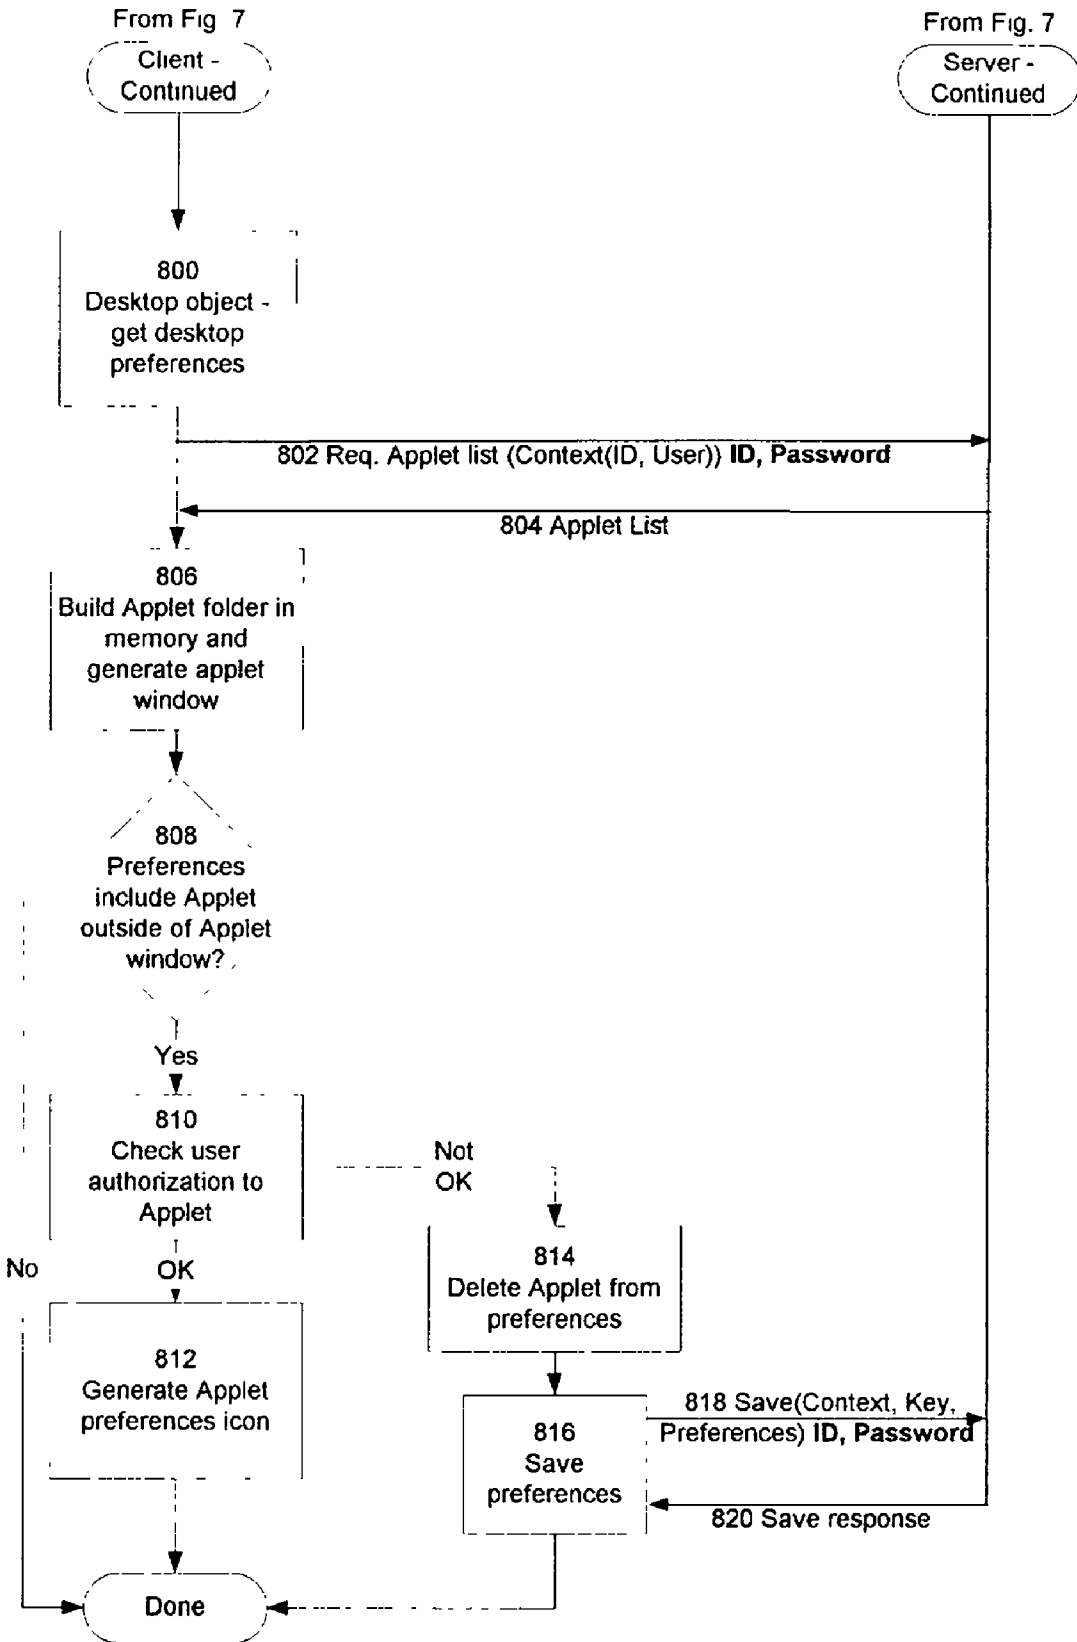 From Fig 7
Client -
Continued
From Fig. 7
Server -
Continued
800
Desktop object -
get desktop
preferences
802 Req. Applet list (Context(ID, User)) ID, Password
804 Applet List
806
Build Applet folder in
memory and
generate applet
window
808
Preferences
include Applet
outside of Applet
window?
Yes
810
Check user
authorization to
Applet
Not
OK
No
OK
814
Delete Applet from
preferences
812
Generate Applet
preferences icon
816
Save
preferences
818 Save(Context, Key,
Preferences) ID, Password
820 Save response
Done